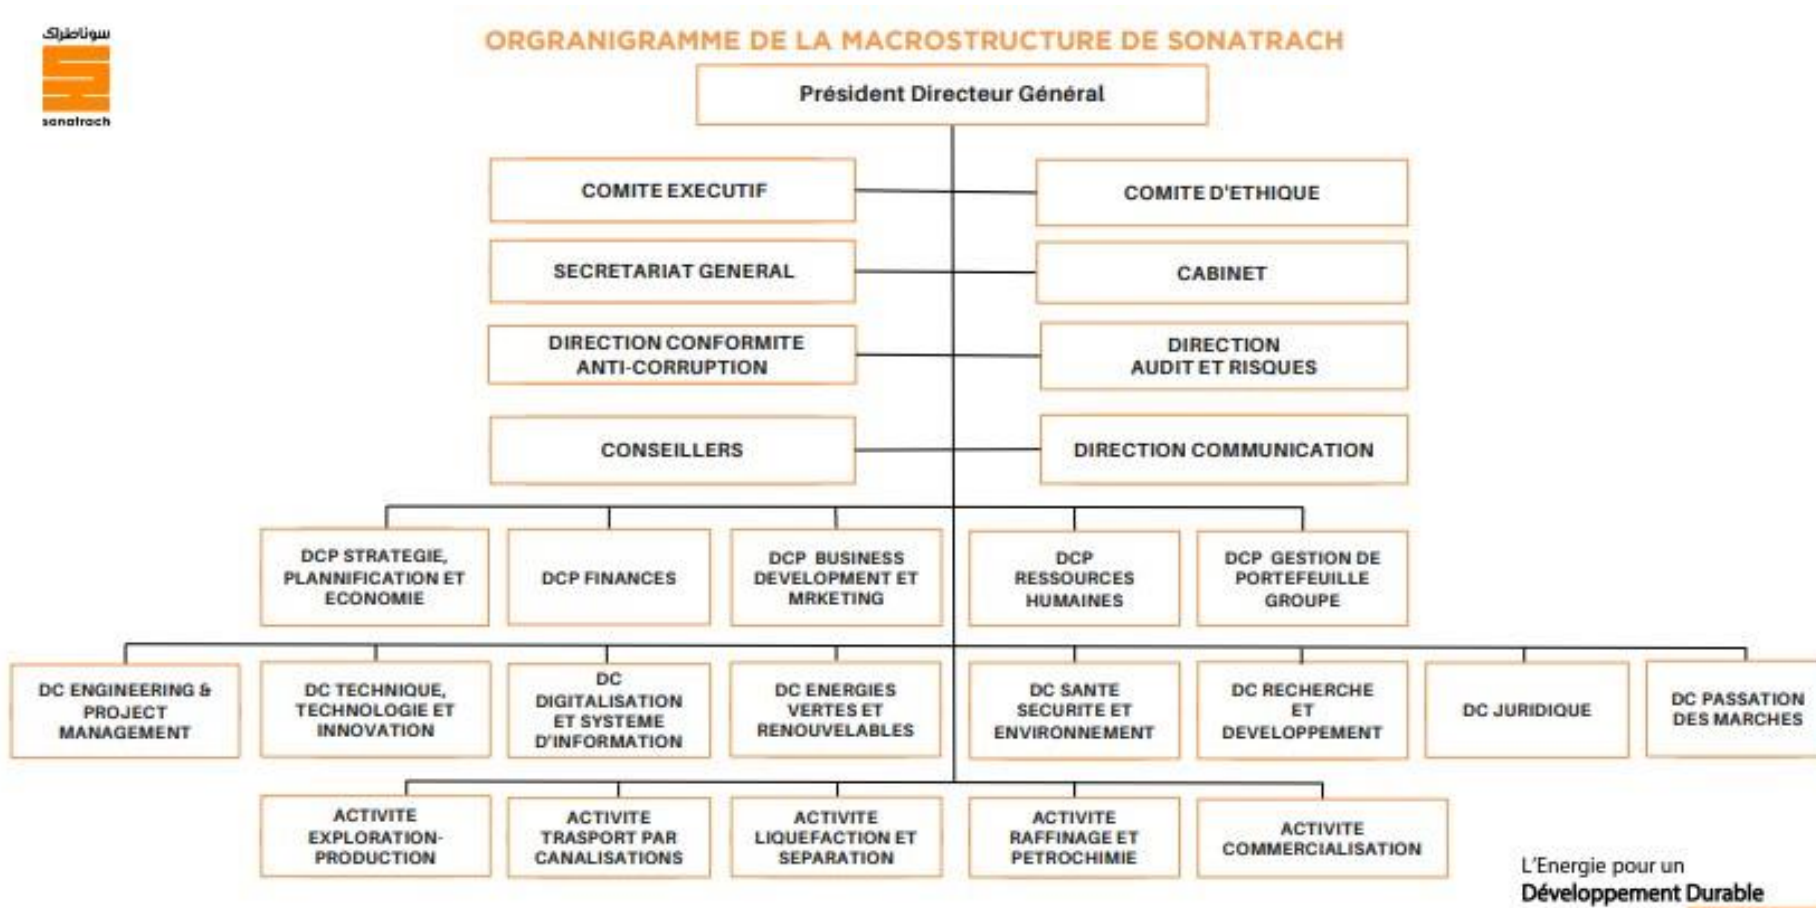 سوناطراك
sonatrach
ORGRANIGRAMME DE LA MACROSTRUCTURE DE SONATRACH
Président Directeur Général
COMITE EXECUTIF
COMITE D'ETHIQUE
SECRETARIAT GENERAL
CABINET
DIRECTION CONFORMITE
ANTI-CORRUPTION
DIRECTION
AUDIT ET RISQUES
CONSEILLERS
DIRECTION COMMUNICATION
DCP STRATEGIE,
PLANNIFICATION ET
ECONOMIE
DCP FINANCES
DCP BUSINESS
DEVELOPMENT ET
MRKETING
DCP
RESSOURCES
HUMAINES
DCP GESTION DE
PORTEFEUILLE
GROUPE
DC ENGINEERING &
PROJECT
MANAGEMENT
DC TECHNIQUE,
TECHNOLOGIE ET
INNOVATION
DC
DIGITALISATION
ET SYSTEME
D'INFORMATION
DC ENERGIES
VERTES ET
RENOUVELABLES
DC SANTE
SECURITE ET
ENVIRONNEMENT
DC RECHERCHE
ET
DEVELOPPEMENT
DC JURIDIQUE
DC PASSATION
DES MARCHES
ACTIVITE
EXPLORATION-
PRODUCTION
ACTIVITE
TRASPORT PAR
CANALISATIONS
ACTIVITE
LIQUEFACTION ET
SEPARATION
ACTIVITE
RAFFINAGE ET
PETROCHIMIE
ACTIVITE
COMMERCIALISATION
L'Energie pour un
Développement Durable